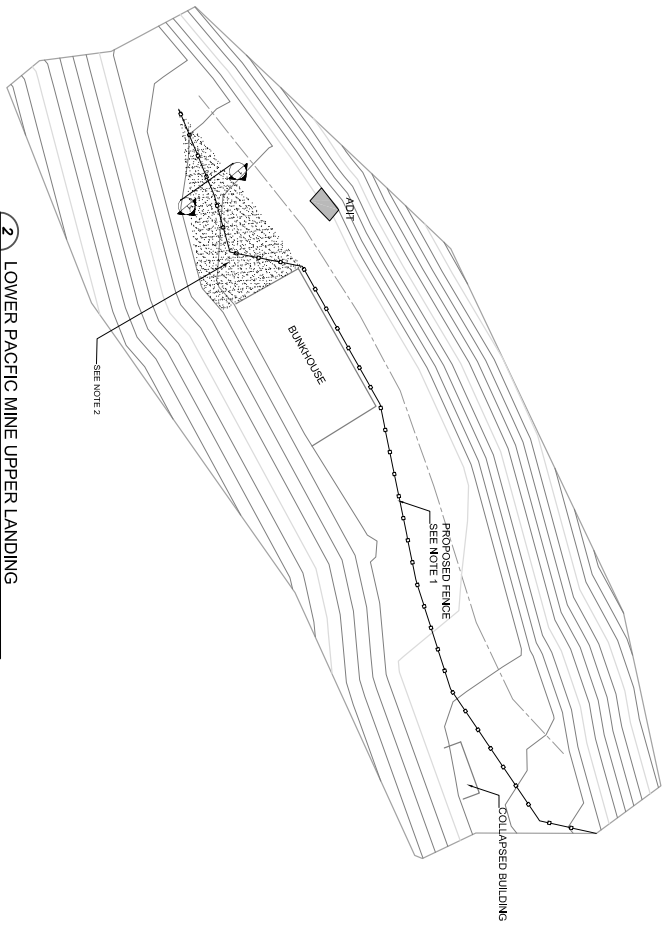 ADIT
BUNKHOUSE
PROPOSED FENCE
SEE NOTE 1
COLLAPSED BUILDING
SEE NOTE 2
2
LOWER PACFIC MINE UPPER LANDING